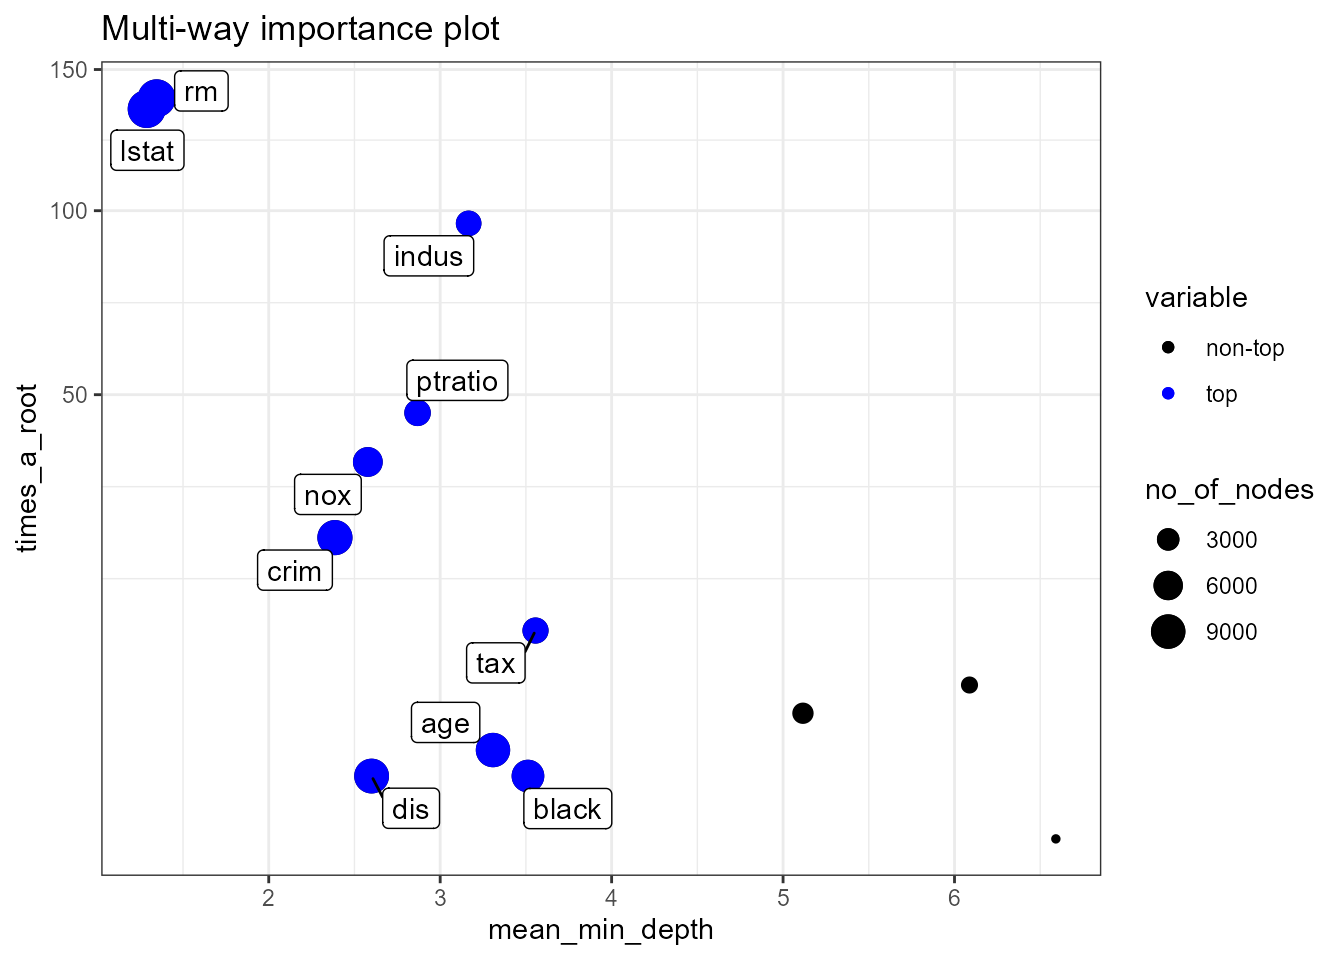 Multi-way importance plot
150
100
50
times_a_root
rm
lstat
indus
ptratio
nox
crim
tax
age
dis
black
2
3
4
5
6
mean_min_depth
variable
non-top
top
no_of_nodes
3000
6000
9000